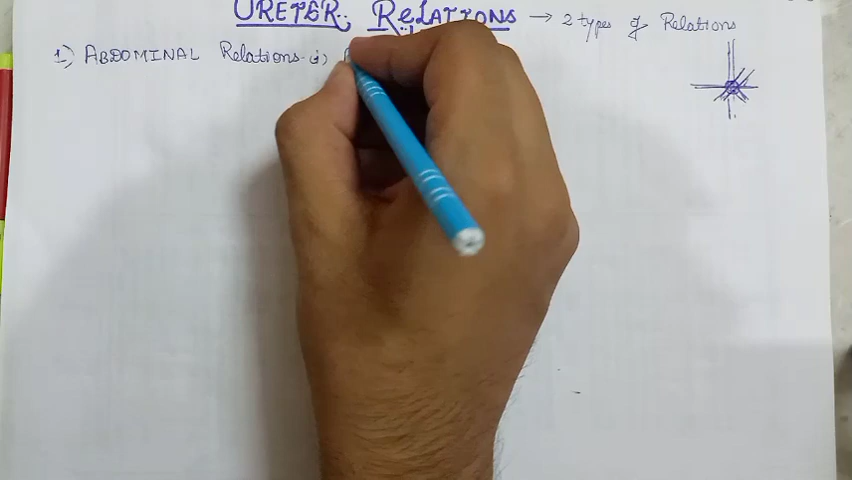 URETER RELATIONS → 2 types of Relations
1) ABDOMINAL Relations - i)